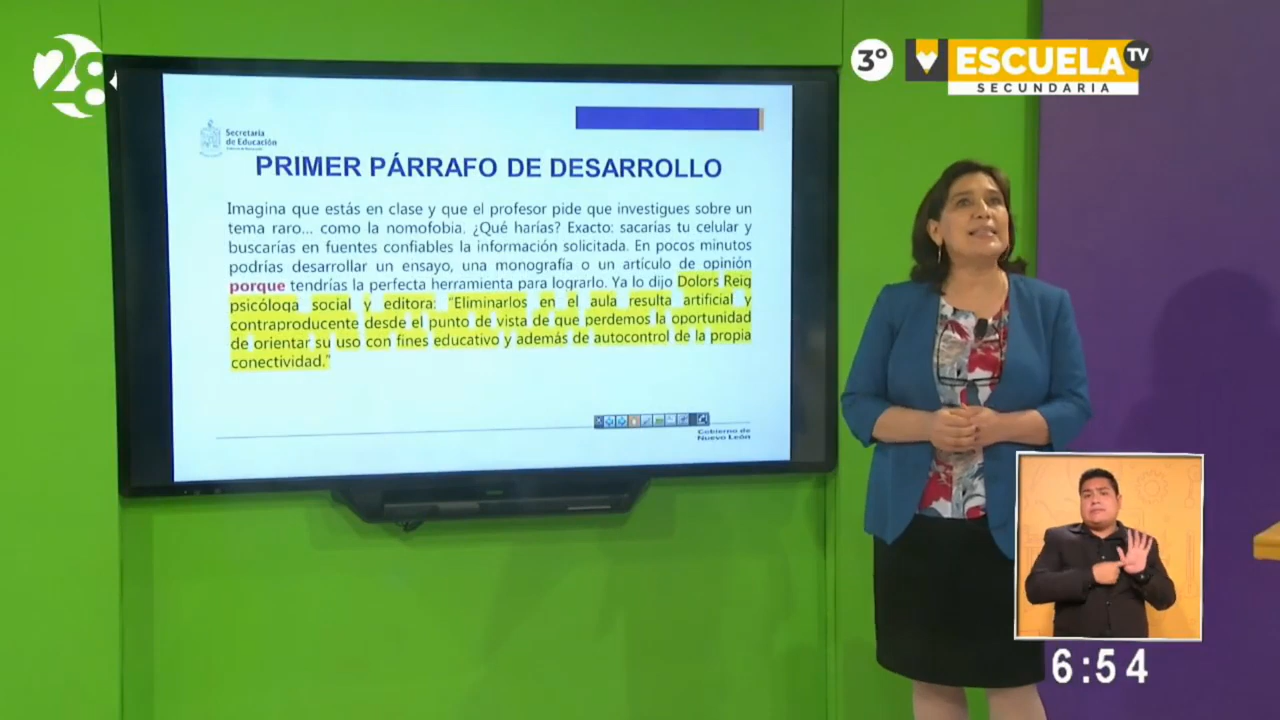 28
3º
ESCUELA TV
SECUNDARIA
Secretaría
de Educación
PRIMER PÁRRAFO DE DESARROLLO
Imagina que estás en clase y que el profesor pide que investigues sobre un
tema raro... como la nomofobia. ¿Qué harías? Exacto: sacarías tu celular y
buscarías en fuentes confiables la información solicitada. En pocos minutos
podrías desarrollar un ensayo, una monografía o un artículo de opinión
porque tendrías la perfecta herramienta para lograrlo. Ya lo dijo Dolors Reig
psicóloga social y editora: "Eliminarlos en el aula resulta artificial y
contraproducente desde el punto de vista de que perdemos la oportunidad
de orientar su uso con fines educativo y además de autocontrol de la propia
conectividad."
Gobierno de
Nuevo León
6:54